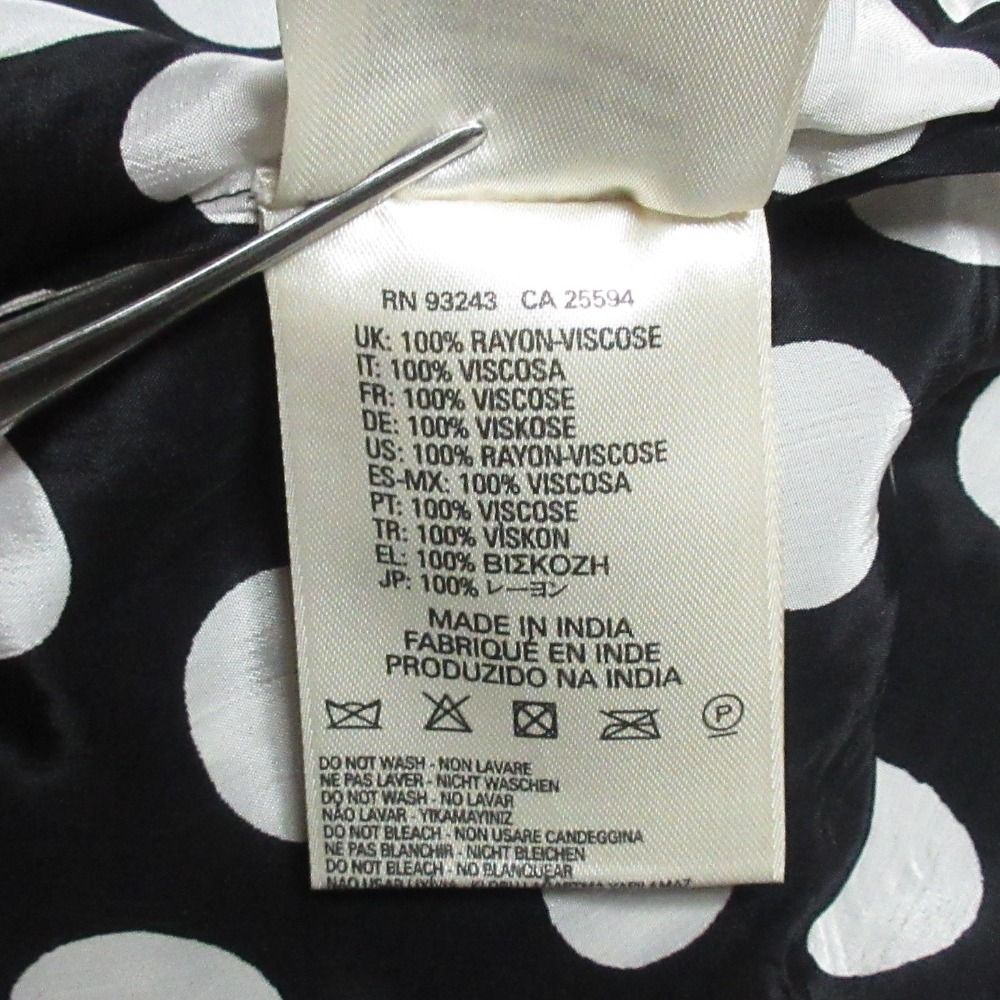 RN 93243 CA 25594
UK: 100% RAYON-VISCOSE
IT: 100% VISCOSA
FR: 100% VISCOSE
DE: 100% VISKOSE
US: 100% RAYON-VISCOSE
ES-MX: 100% VISCOSA
PT: 100% VISCOSE
TR: 100% VİSKON
EL: 100% ΒΙΣΚΟΖΗ
JP: 100% レーヨン
MADE IN INDIA
FABRIQUÉ EN INDE
PRODUZIDO NA INDIA
P
DO NOT WASH - NON LAVARE
NE PAS LAVER - NICHT WASCHEN
DO NOT WASH - NO LAVAR
NÃO LAVAR - YIKAMAYINIZ
DO NOT BLEACH - NON USARE CANDEGGINA
NE PAS BLANCHIR - NICHT BLEICHEN
DO NOT BLEACH - NO BLANQUEAR
NÃO USAR